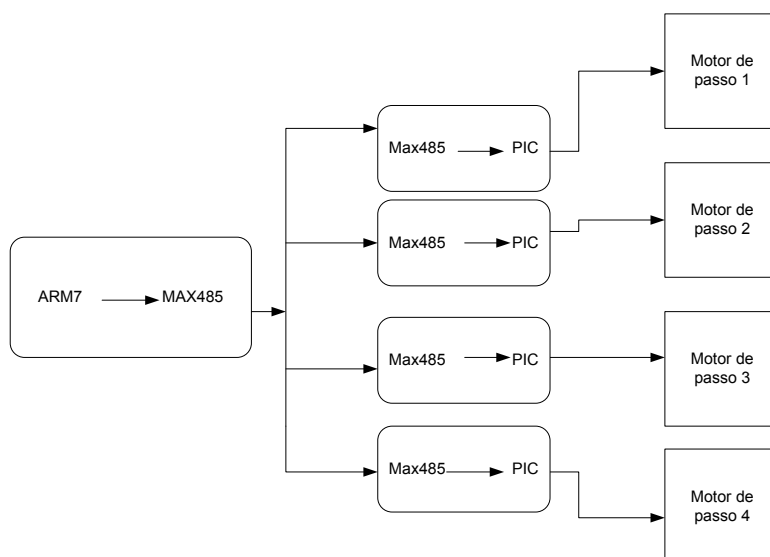 ARM7 MAX485
Max485 PIC
Motor de
passo 1
Max485 PIC
Motor de
passo 2
Max485 PIC
Motor de
passo 3
Max485 PIC
Motor de
passo 4